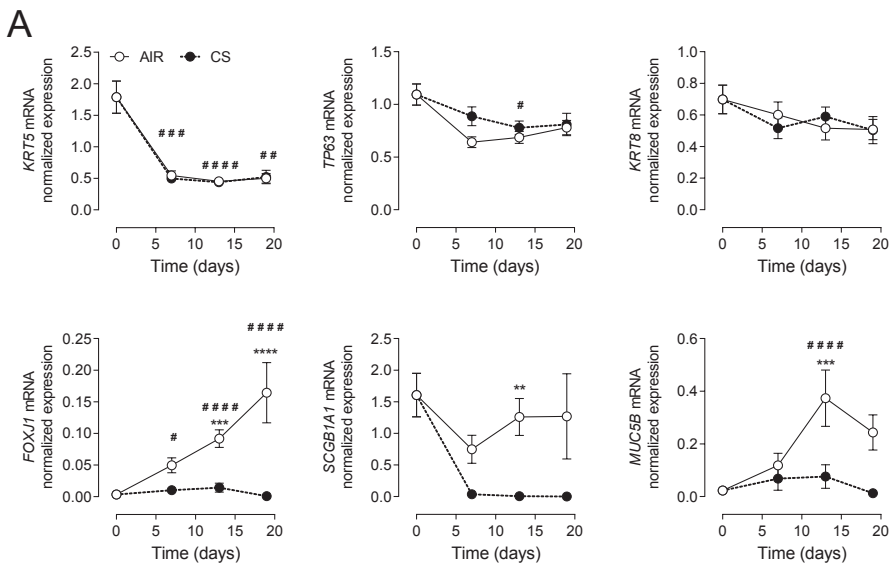 A
AIR CS
KRT5 mRNA
normalized expression
2.5
2.0
1.5
1.0
0.5
0.0
###
####
##
0 5 10 15 20
Time (days)
TP63 mRNA
normalized expression
1.5
1.0
0.5
0.0
#
0 5 10 15 20
Time (days)
KRT8 mRNA
normalized expression
1.0
0.8
0.6
0.4
0.2
0.0
0 5 10 15 20
Time (days)
FOXJ1 mRNA
normalized expression
0.25
0.20
0.15
0.10
0.05
0.00
#
####
***
####
****
0 5 10 15 20
Time (days)
SCGB1A1 mRNA
normalized expression
2.5
2.0
1.5
1.0
0.5
0.0
**
0 5 10 15 20
Time (days)
MUC5B mRNA
normalized expression
0.6
0.4
0.2
0.0
####
***
0 5 10 15 20
Time (days)